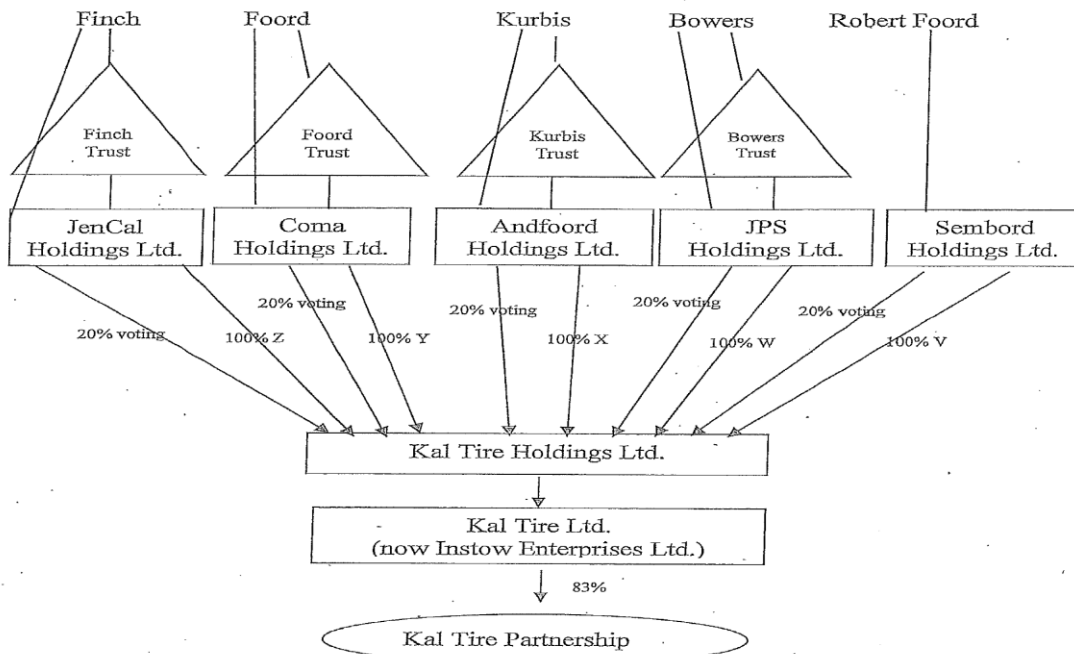 Finch
Foord
Kurbis
Bowers
Robert Foord
Finch
Trust
Foord
Trust
Kurbis
Trust
Bowers
Trust
JenCal
Holdings Ltd.
Coma
Holdings Ltd.
Andfoord
Holdings Ltd.
JPS
Holdings Ltd.
Sembord
Holdings Ltd.
20% voting
100% Z
20% voting
100% Y
20% voting
100% X
20% voting
100% W
20% voting
100% V
Kal Tire Holdings Ltd.
Kal Tire Ltd.
(now Instow Enterprises Ltd.)
83%
Kal Tire Partnership